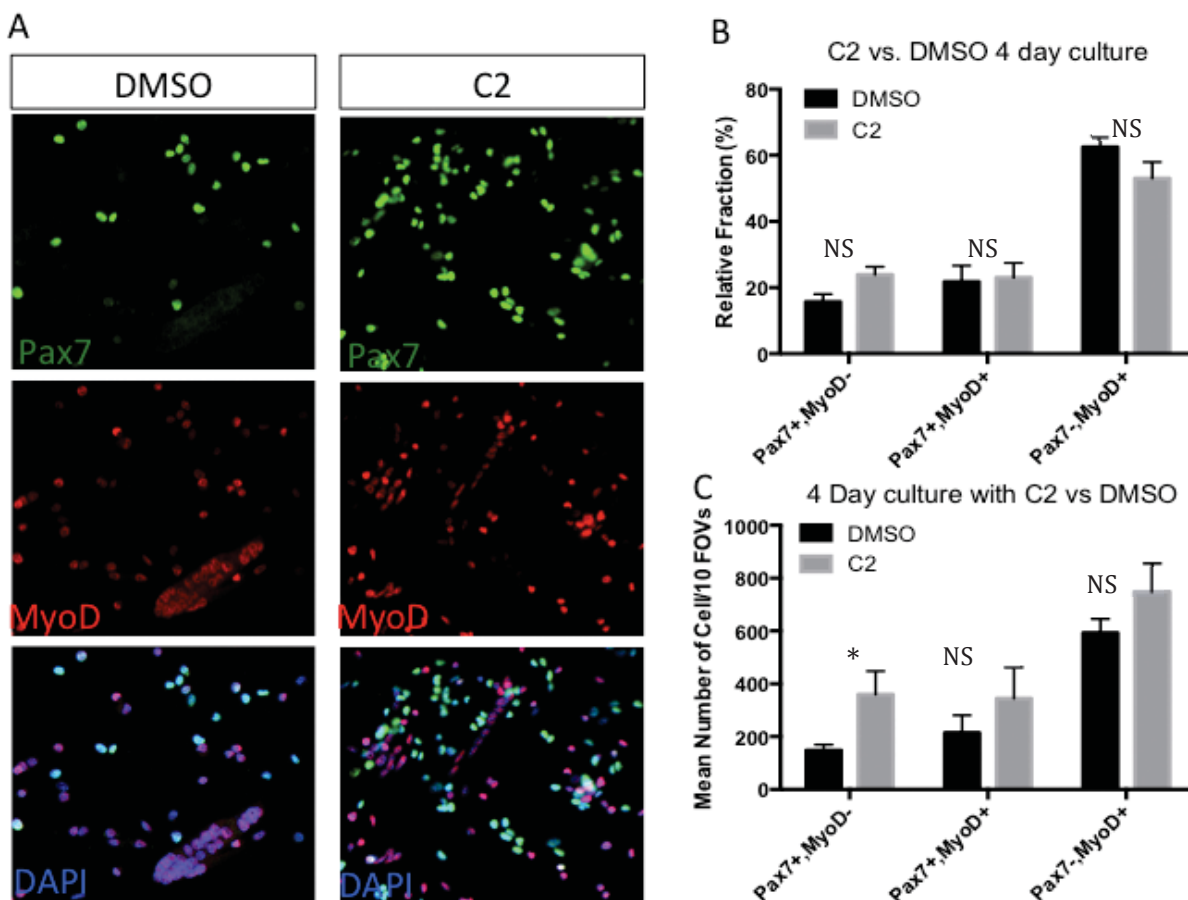 A
DMSO
C2
Pax7
Pax7
MyoD
MyoD
DAPI
DAPI
B
C2 vs. DMSO 4 day culture
DMSO
C2
Relative Fraction (%)
80
60
40
20
0
NS
NS
NS
Pax7+,MyoD-
Pax7+,MyoD+
Pax7-,MyoD+
C
4 Day culture with C2 vs DMSO
DMSO
C2
Mean Number of Cell/10 FOVs
1000
800
600
400
200
0
*
NS
NS
Pax7+,MyoD-
Pax7+,MyoD+
Pax7-,MyoD+